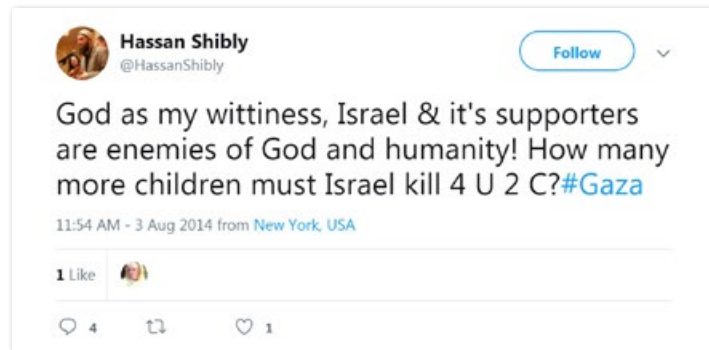 Hassan Shibly
Follow
@HassanShibly
God as my wittiness, Israel & it's supporters
are enemies of God and humanity! How many
more children must Israel kill 4 U 2 C?#Gaza
11:54 AM - 3 Aug 2014 from New York, USA
1 Like
4 1